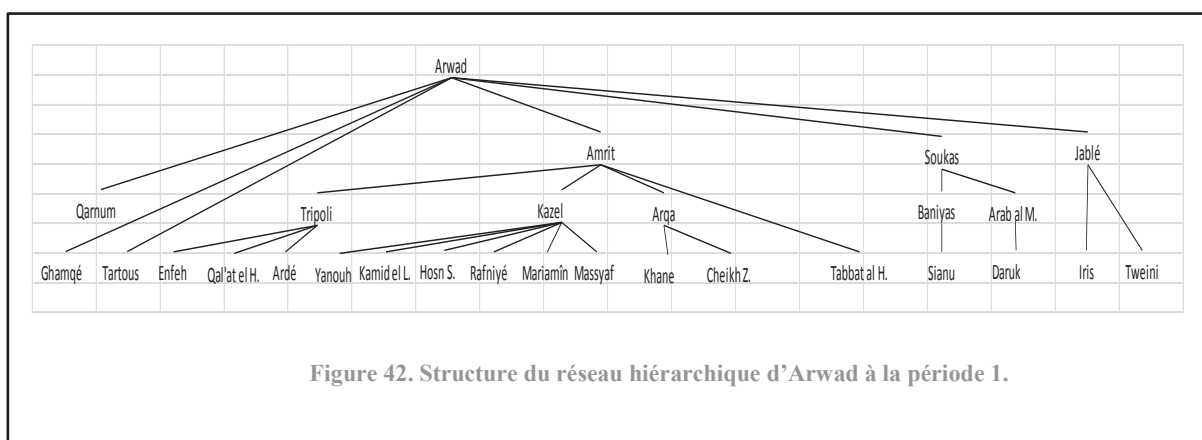 Arwad
Amrit Soukas Jablé
Qarnum Tripoli Kazel Arqa Baniyas Arab al M.
Ghamqé Tartous Enfeh Qal'at el H. Ardé Yanouh Kamid el L. Hosn S. Rafniyé Mariamîn Massyaf Khane Cheikh Z. Tabbat al H. Sianu Daruk Iris Tweini
Figure 42. Structure du réseau hiérarchique d’Arwad à la période 1.